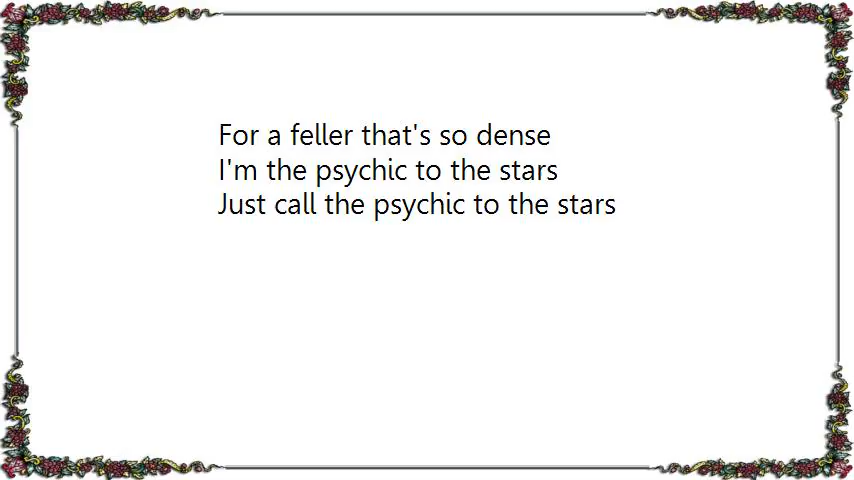 For a feller that's so dense
I'm the psychic to the stars
Just call the psychic to the stars